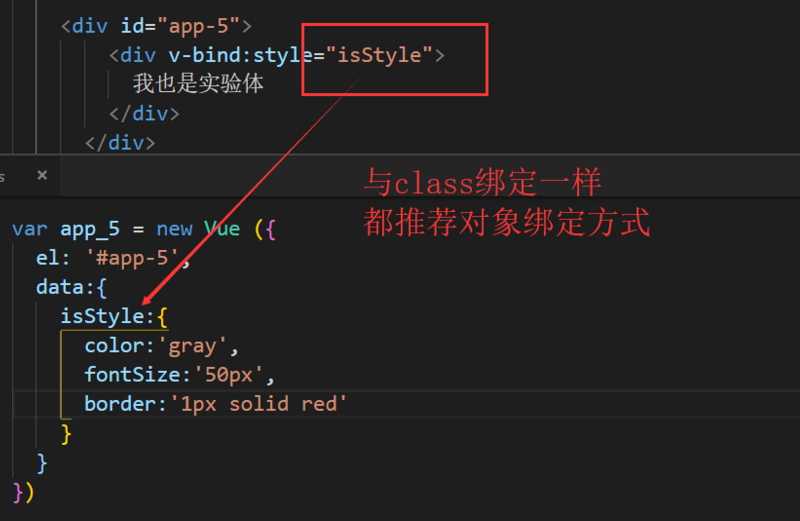 <div id="app-5">
<div v-bind:style="isStyle">
我也是实验体
</div>
</div>
s ×
与class绑定一样
都推荐对象绑定方式
var app_5 = new Vue ({
el: '#app-5',
data:{
isStyle:{
color:'gray',
fontSize:'50px',
border:'1px solid red'
}
}
})